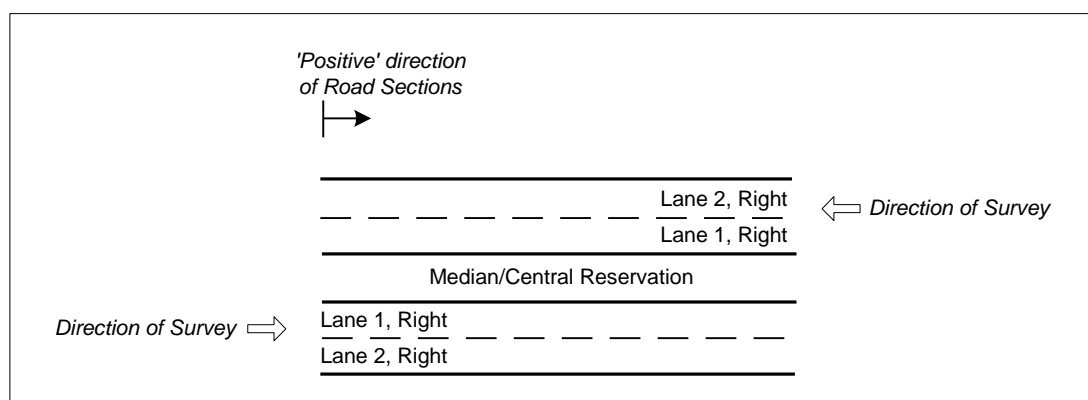 'Positive' direction
of Road Sections
Lane 2, Right
Direction of Survey
Lane 1, Right
Median/Central Reservation
Direction of Survey
Lane 1, Right
Lane 2, Right